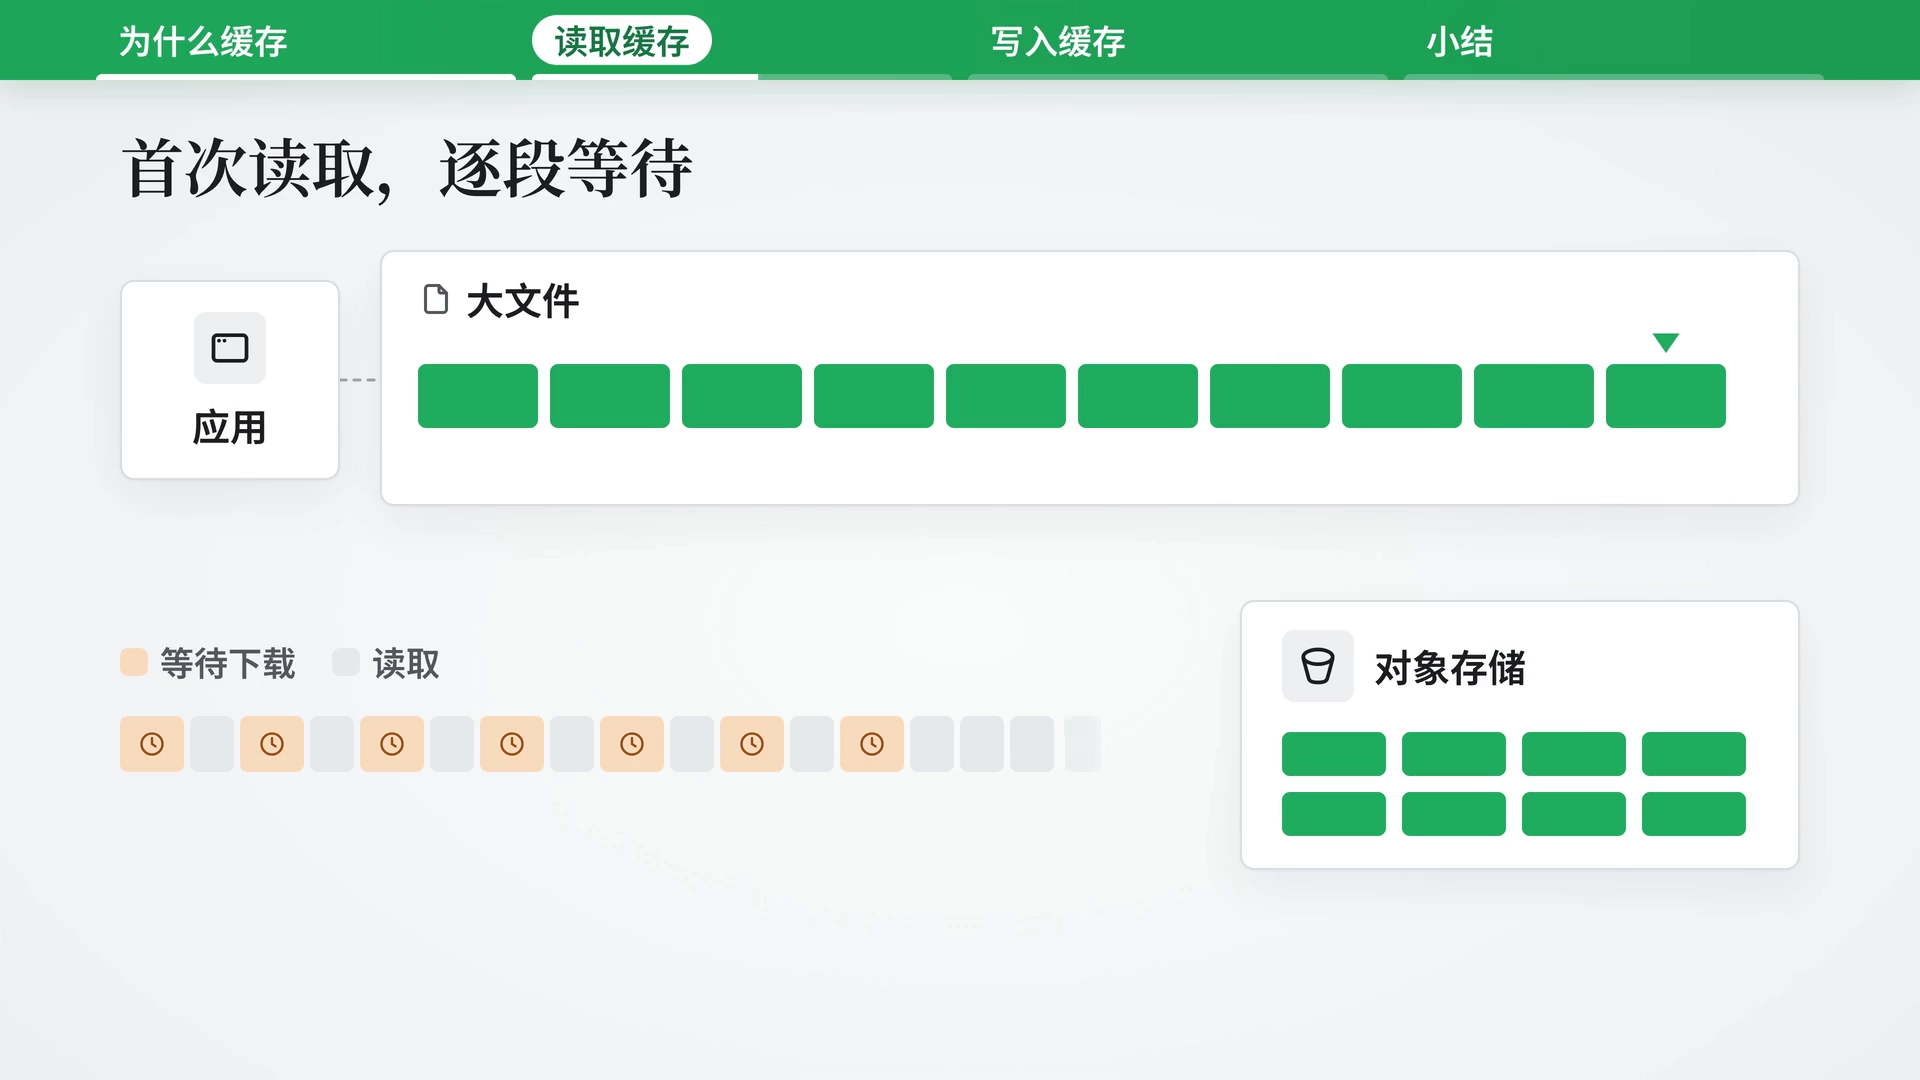 为什么缓存
读取缓存
写入缓存
小结
首次读取，逐段等待
大文件
应用
等待下载
读取
对象存储